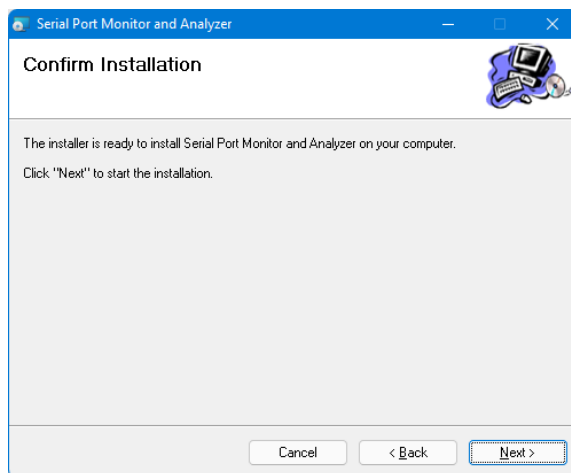 Serial Port Monitor and Analyzer
Confirm Installation
The installer is ready to install Serial Port Monitor and Analyzer on your computer.
Click "Next" to start the installation.
Cancel
< Back
Next >